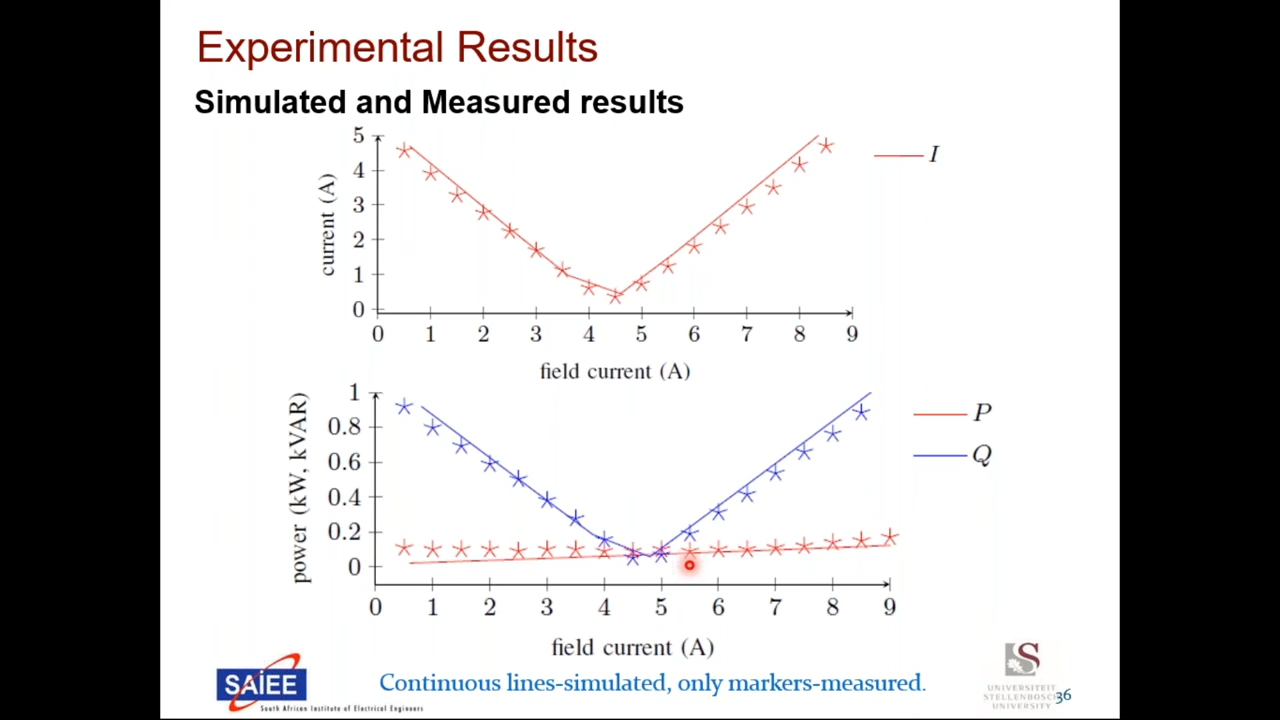 Experimental Results
Simulated and Measured results
5
4
3
2
1
0
current (A)
0 1 2 3 4 5 6 7 8 9
field current (A)
I
1
0.8
0.6
0.4
0.2
0
power (kW, kVAR)
0 1 2 3 4 5 6 7 8 9
field current (A)
P
Q
SAIEE
South African Institute of Electrical Engineers
Continuous lines-simulated, only markers-measured.
UNIVERSITEIT
STELLENBOSCH
UNIVERSITY
36